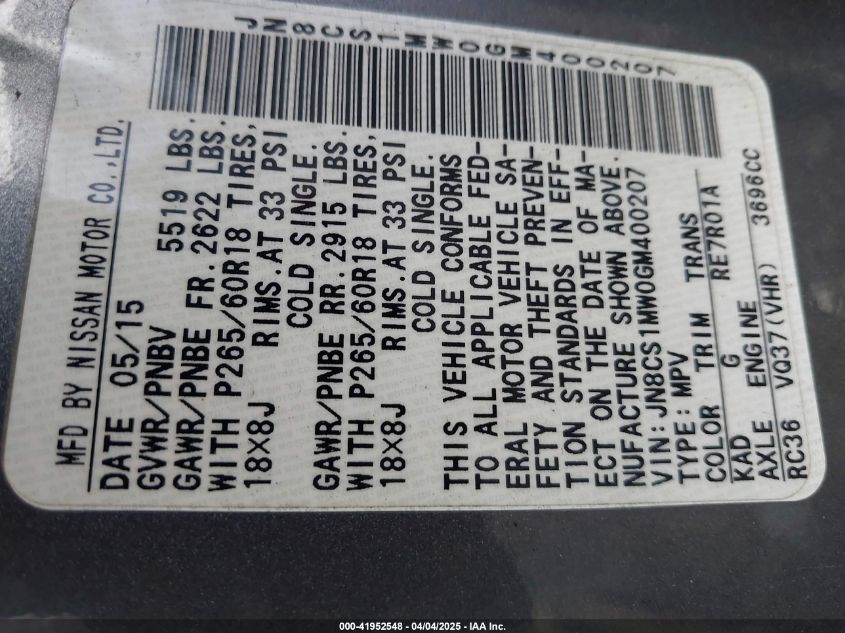 JN8CS1MW0GM400207
MFD BY NISSAN MOTOR CO.,LTD.
DATE 05/15
GVWR/PNBV 5519 LBS.
GAWR/PNBE FR. 2622 LBS.
WITH P265/60R18 TIRES,
18X8J RIMS.AT 33 PSI
COLD SINGLE.
GAWR/PNBE RR. 2915 LBS.
WITH P265/60R18 TIRES,
18X8J RIMS.AT 33 PSI
COLD SINGLE.
THIS VEHICLE CONFORMS
TO ALL APPLICABLE FED-
ERAL MOTOR VEHICLE SA-
FETY AND THEFT PREVEN-
TION STANDARDS IN EFF-
ECT ON THE DATE OF MA-
NUFACTURE SHOWN ABOVE.
VIN: JN8CS1MW0GM400207
TYPE: MPV
COLOR TRIM TRANS
KAD G RE7R01A
AXLE ENGINE
RC36 VQ37(VHR) 3696CC
000-41952548 - 04/04/2025 - IAA Inc.